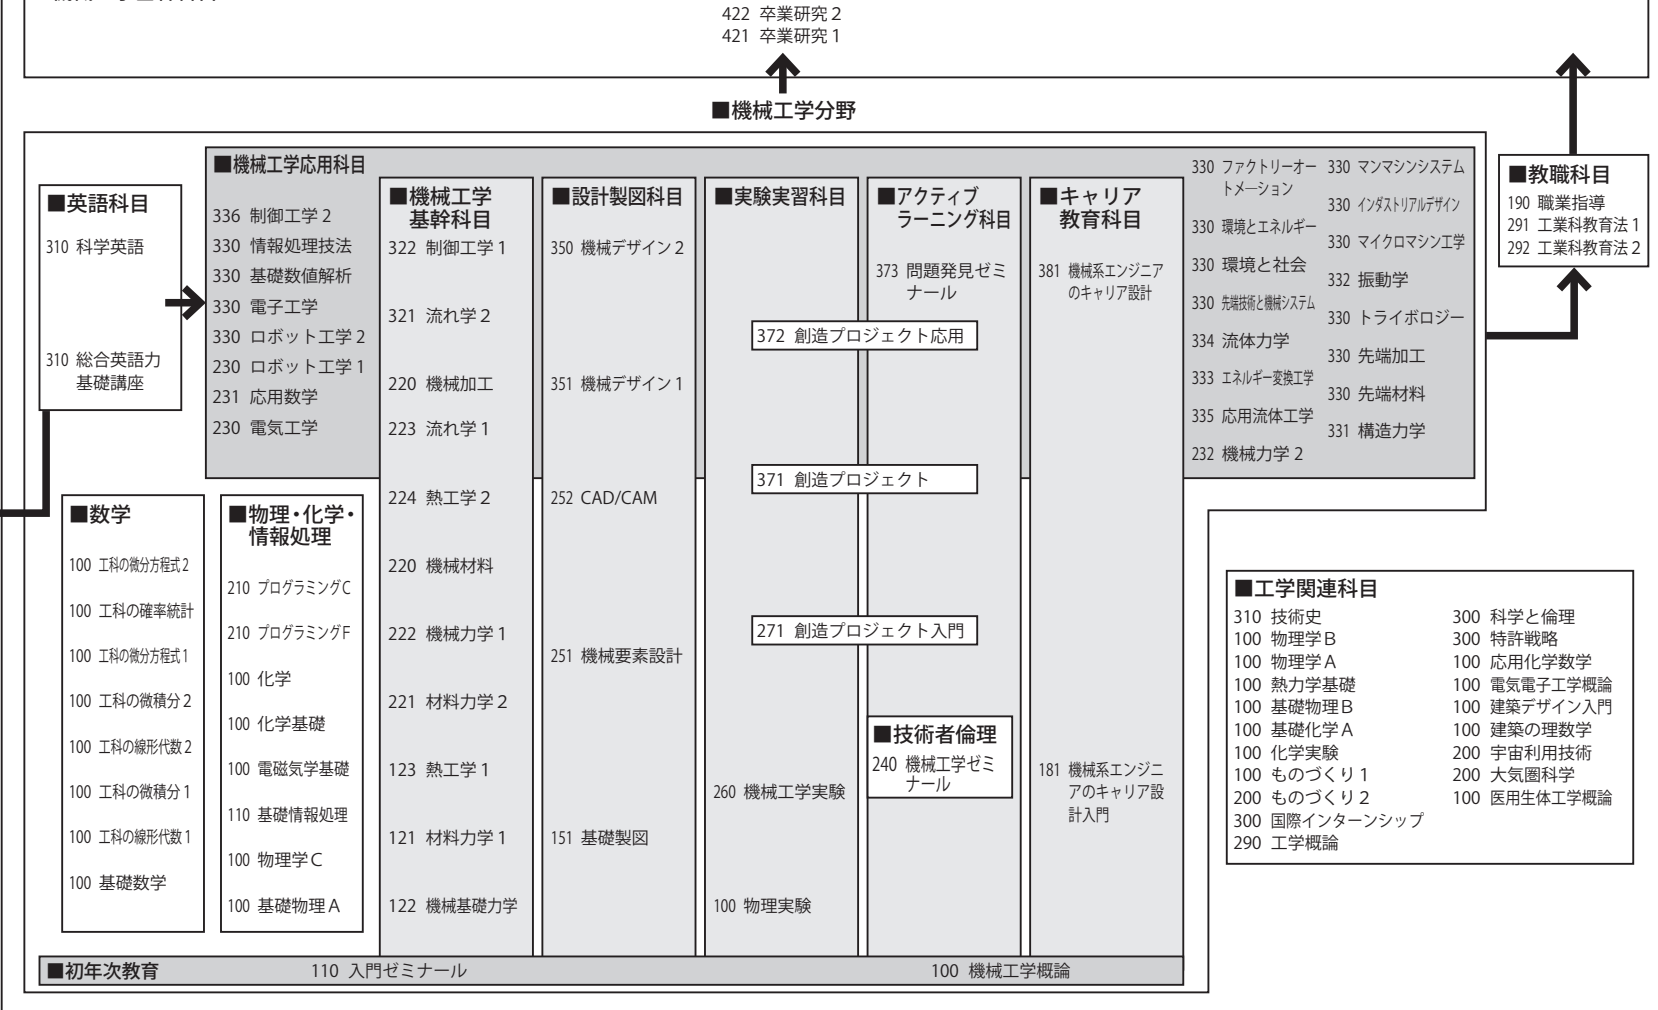 422 卒業研究2
421 卒業研究1
■機械工学分野
■英語科目
310 科学英語
310 総合英語力
基礎講座
■機械工学応用科目
336 制御工学2
330 情報処理技法
330 基礎数値解析
330 電子工学
330 ロボット工学2
230 ロボット工学1
231 応用数学
230 電気工学
■機械工学
基幹科目
322 制御工学1
321 流れ学2
220 機械加工
223 流れ学1
224 熱工学2
220 機械材料
222 機械力学1
221 材料力学2
123 熱工学1
121 材料力学1
122 機械基礎力学
■設計製図科目
350 機械デザイン2
351 機械デザイン1
252 CAD/CAM
251 機械要素設計
151 基礎製図
■実験実習科目
372 創造プロジェクト応用
371 創造プロジェクト
271 創造プロジェクト入門
260 機械工学実験
100 物理実験
■アクティブ
ラーニング科目
373 問題発見ゼミ
ナール
■技術者倫理
240 機械工学ゼミ
ナール
■キャリア
教育科目
381 機械系エンジニア
のキャリア設計
181 機械系エンジニ
アのキャリア設
計入門
330 ファクトリーオー
トメーション
330 環境とエネルギー
330 環境と社会
330 先端技術と機械システム
334 流体力学
333 エネルギー変換工学
335 応用流体工学
232 機械力学2
330 マンマシンシステム
330 インダストリアルデザイン
330 マイクロマシン工学
332 振動学
330 トライボロジー
330 先端加工
330 先端材料
331 構造力学
■教職科目
190 職業指導
291 工業科教育法1
292 工業科教育法2
■数学
100 工科の微分方程式2
100 工科の確率統計
100 工科の微分方程式1
100 工科の微積分2
100 工科の線形代数2
100 工科の微積分1
100 工科の線形代数1
100 基礎数学
■物理・化学・
情報処理
210 プログラミングC
210 プログラミングF
100 化学
100 化学基礎
100 電磁気学基礎
110 基礎情報処理
100 物理学C
100 基礎物理A
■工学関連科目
310 技術史
100 物理学B
100 物理学A
100 熱力学基礎
100 基礎物理B
100 基礎化学A
100 化学実験
100 ものづくり1
200 ものづくり2
300 国際インターンシップ
290 工学概論
300 科学と倫理
300 特許戦略
100 応用化学数学
100 電気電子工学概論
100 建築デザイン入門
100 建築の理数学
200 宇宙利用技術
200 大気圏科学
100 医用生体工学概論
■初年次教育
110 入門ゼミナール
100 機械工学概論